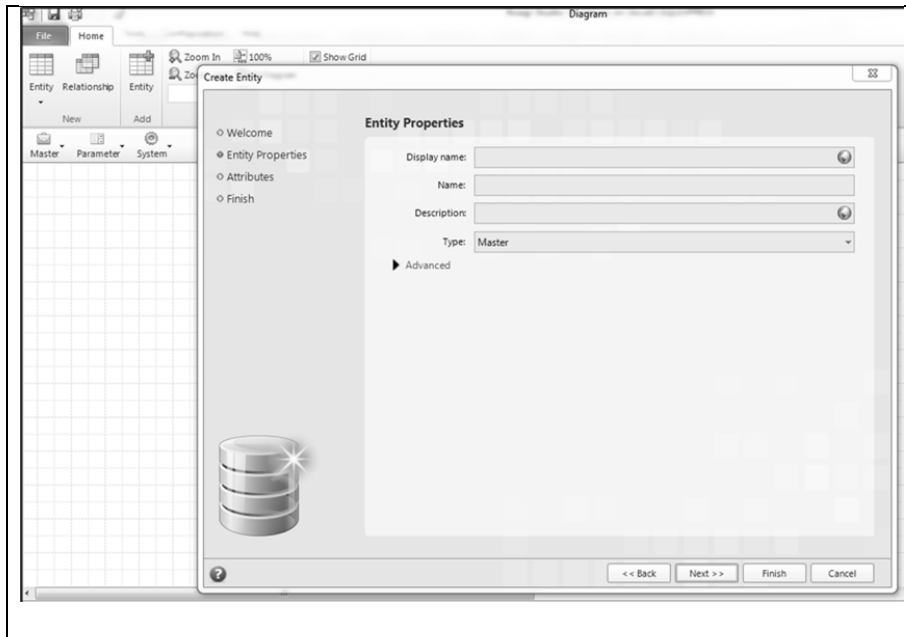 Diagram
File Home
Zoom In 100% Show Grid
Entity Relationship Entity
New Add
Master Parameter System
Create Entity
Welcome
Entity Properties
Attributes
Finish
Entity Properties
Display name:
Name:
Description:
Type: Master
Advanced
<< Back Next >> Finish Cancel